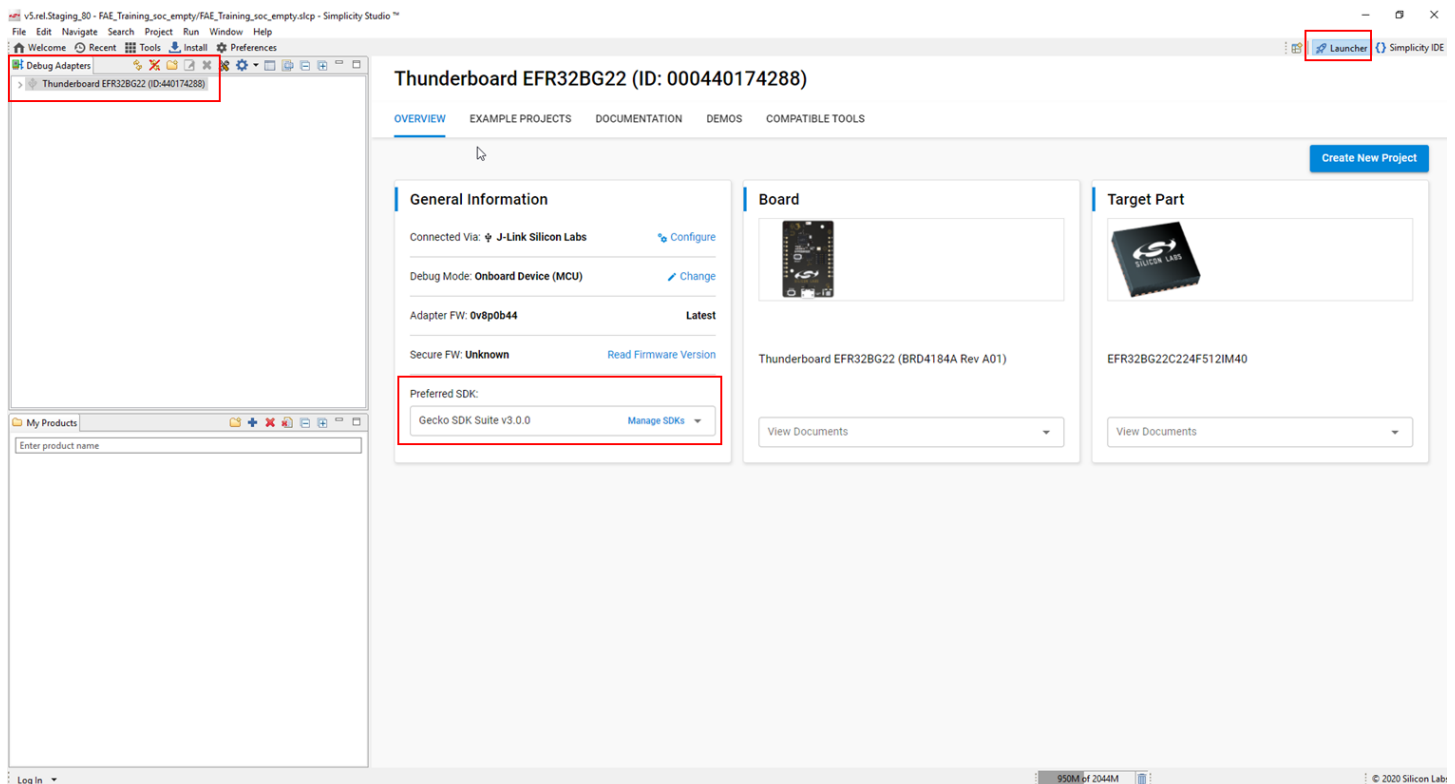 v5.rel.Staging_80 - FAE_Training_soc_empty/FAE_Training_soc_empty.slcp - Simplicity Studio ™
File Edit Navigate Search Project Run Window Help
Welcome Recent Tools Install Preferences
Launcher {} Simplicity IDE
Debug Adapters
Thunderboard EFR32BG22 (ID:440174288)
Thunderboard EFR32BG22 (ID: 000440174288)
OVERVIEW EXAMPLE PROJECTS DOCUMENTATION DEMOS COMPATIBLE TOOLS
Create New Project
General Information
Connected Via: J-Link Silicon Labs Configure
Debug Mode: Onboard Device (MCU) Change
Adapter FW: 0v8p0b44 Latest
Secure FW: Unknown Read Firmware Version
Preferred SDK:
Gecko SDK Suite v3.0.0 Manage SDKs
Board
Thunderboard EFR32BG22 (BRD4184A Rev A01)
View Documents
Target Part
SILICON LABS
EFR32BG22C224F512IM40
View Documents
My Products
Enter product name
Log In
950M of 2044M
© 2020 Silicon Labs